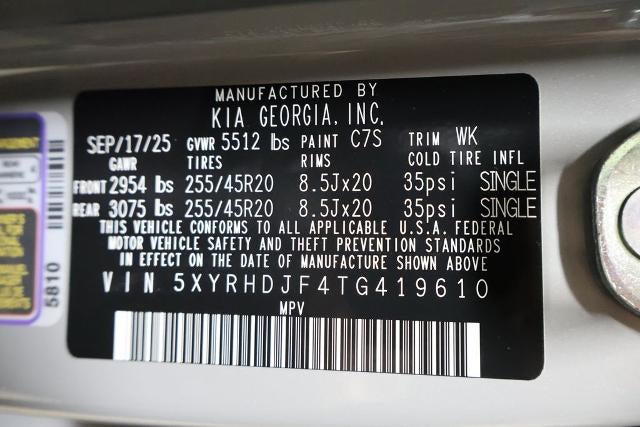 MANUFACTURED BY
KIA GEORGIA, INC.
SEP/17/25 GVWR 5512 lbs PAINT C7S TRIM WK
GAWR TIRES RIMS COLD TIRE INFL
FRONT 2954 lbs 255/45R20 8.5Jx20 35psi SINGLE
REAR 3075 lbs 255/45R20 8.5Jx20 35psi SINGLE
THIS VEHICLE CONFORMS TO ALL APPLICABLE U.S.A. FEDERAL
MOTOR VEHICLE SAFETY AND THEFT PREVENTION STANDARDS
IN EFFECT ON THE DATE OF MANUFACTURE SHOWN ABOVE
VIN 5XYRHDJF4TG419610
MPV
5810